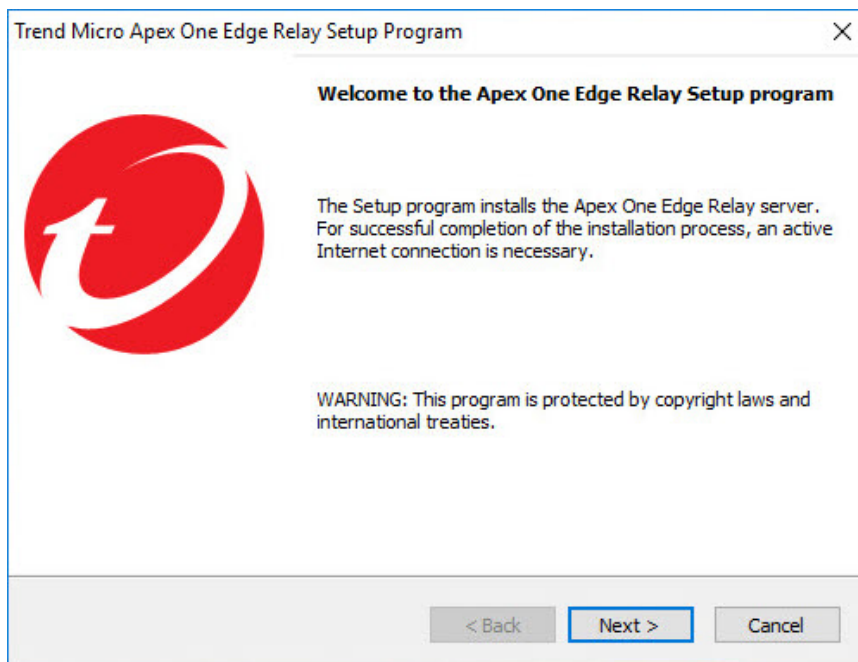 Trend Micro Apex One Edge Relay Setup Program
Welcome to the Apex One Edge Relay Setup program
The Setup program installs the Apex One Edge Relay server.
For successful completion of the installation process, an active
Internet connection is necessary.
WARNING: This program is protected by copyright laws and
international treaties.
< Back
Next >
Cancel